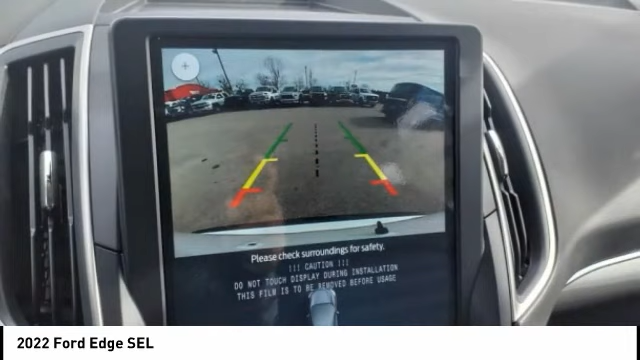 Please check surroundings for safety.
!!! CAUTION !!!
DO NOT TOUCH DISPLAY DURING INSTALLATION
THIS FILM IS TO BE REMOVED BEFORE USAGE
2022 Ford Edge SEL